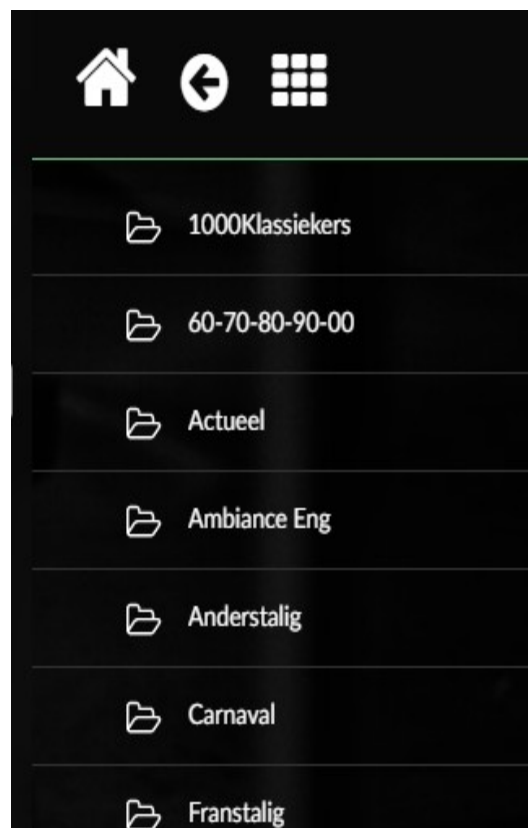 1000Klassiekers
60-70-80-90-00
Actueel
Ambiance Eng
Anderstalig
Carnaval
Franstalig